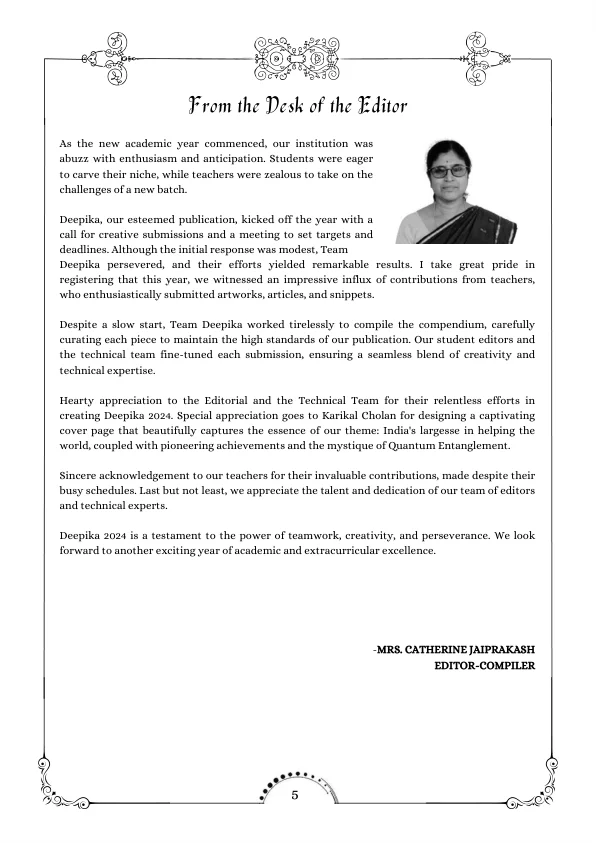 From the Desk of the Editor
As the new academic year commenced, our institution was
abuzz with enthusiasm and anticipation. Students were eager
to carve their niche, while teachers were zealous to take on the
challenges of a new batch.
Deepika, our esteemed publication, kicked off the year with a
call for creative submissions and a meeting to set targets and
deadlines. Although the initial response was modest, Team
Deepika persevered, and their efforts yielded remarkable results. I take great pride in
registering that this year, we witnessed an impressive influx of contributions from teachers,
who enthusiastically submitted artworks, articles, and snippets.
Despite a slow start, Team Deepika worked tirelessly to compile the compendium, carefully
curating each piece to maintain the high standards of our publication. Our student editors and
the technical team fine-tuned each submission, ensuring a seamless blend of creativity and
technical expertise.
Hearty appreciation to the Editorial and the Technical Team for their relentless efforts in
creating Deepika 2024. Special appreciation goes to Karikal Cholan for designing a captivating
cover page that beautifully captures the essence of our theme: India's largesse in helping the
world, coupled with pioneering achievements and the mystique of Quantum Entanglement.
Sincere acknowledgement to our teachers for their invaluable contributions, made despite their
busy schedules. Last but not least, we appreciate the talent and dedication of our team of editors
and technical experts.
Deepika 2024 is a testament to the power of teamwork, creativity, and perseverance. We look
forward to another exciting year of academic and extracurricular excellence.
-MRS. CATHERINE JAIPRAKASH
EDITOR-COMPILER
5